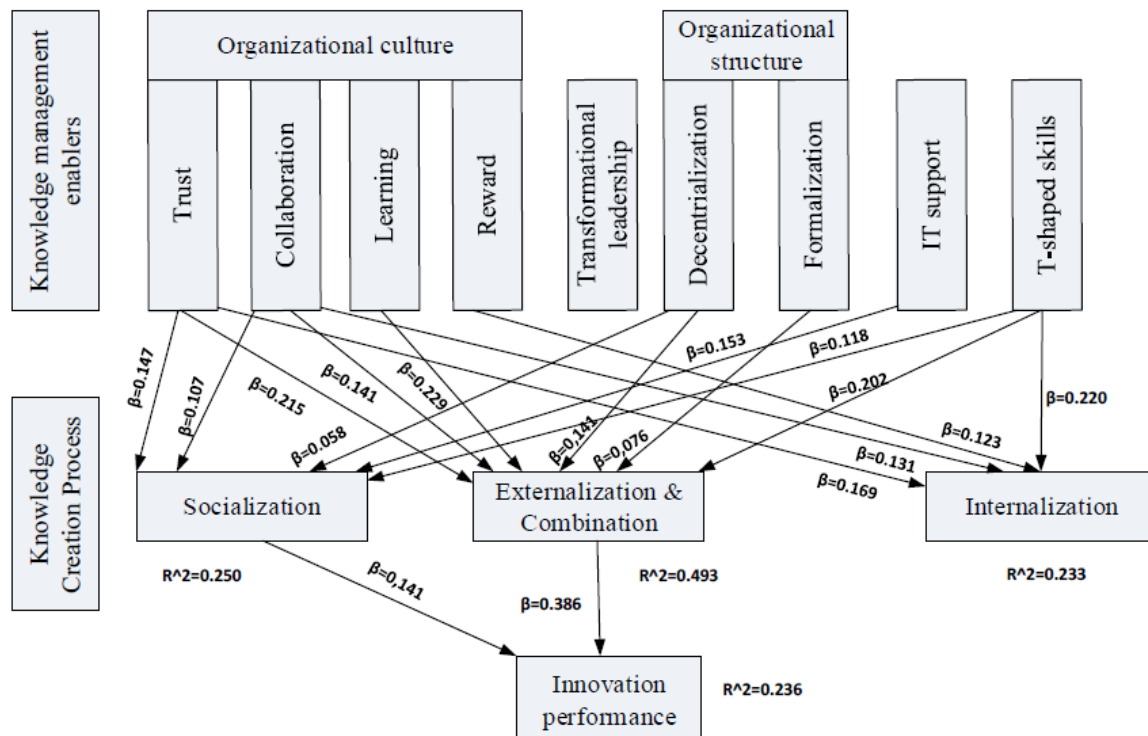 Knowledge management
enablers
Organizational culture
Organizational
structure
Trust
Collaboration
Learning
Reward
Transformational
leadership
Decentrialization
Formalization
IT support
T-shaped skills
β=0.147
β=0.107
β=0.215
β=0.141
β=0.229
β=0.058
β=0.153
β=0.118
β=0,141
β=0,076
β=0.202
β=0.220
β=0.123
β=0.131
β=0.169
Knowledge
Creation Process
Socialization
Externalization &
Combination
Internalization
R^2=0.250
R^2=0.493
R^2=0.233
β=0,141
β=0.386
Innovation
performance
R^2=0.236